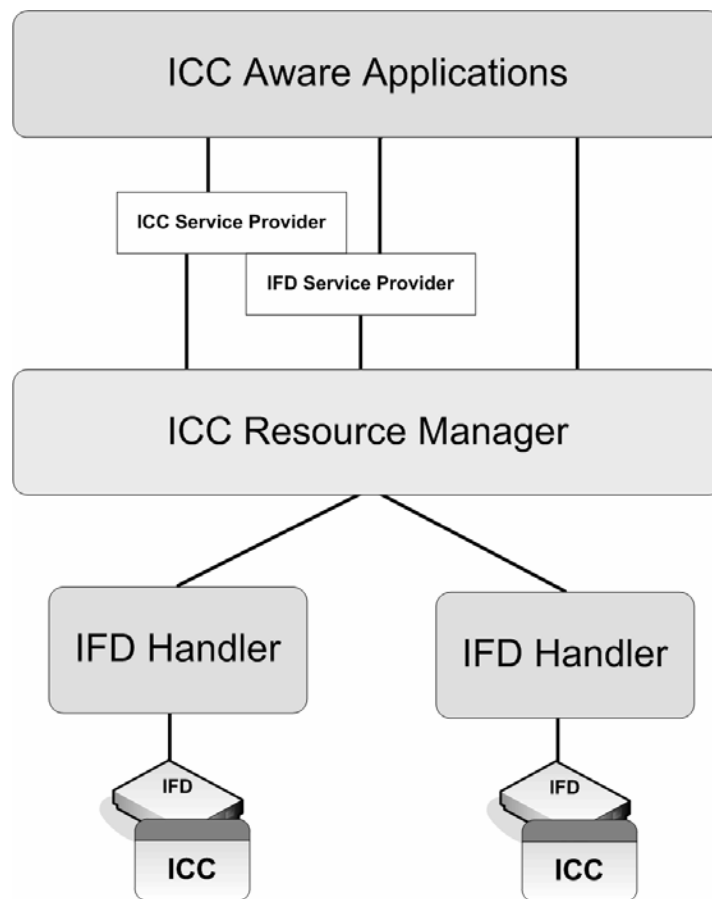 ICC Aware Applications
ICC Service Provider
IFD Service Provider
ICC Resource Manager
IFD Handler
IFD Handler
IFD
IFD
ICC
ICC